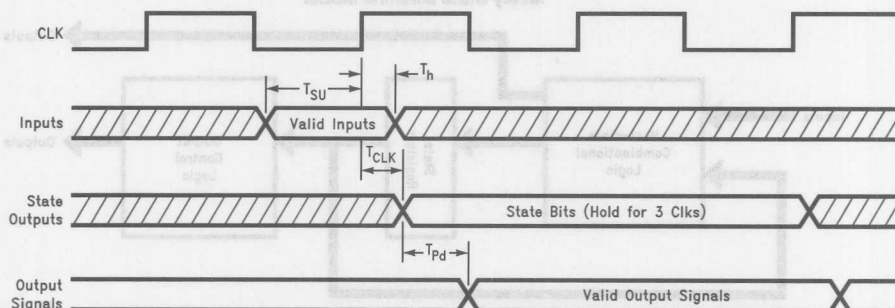 CLK
T_h
T_SU
Inputs
Valid Inputs
T_CLK
State
Outputs
State Bits (Hold for 3 Clks)
T_Pd
Output
Signals
Valid Output Signals